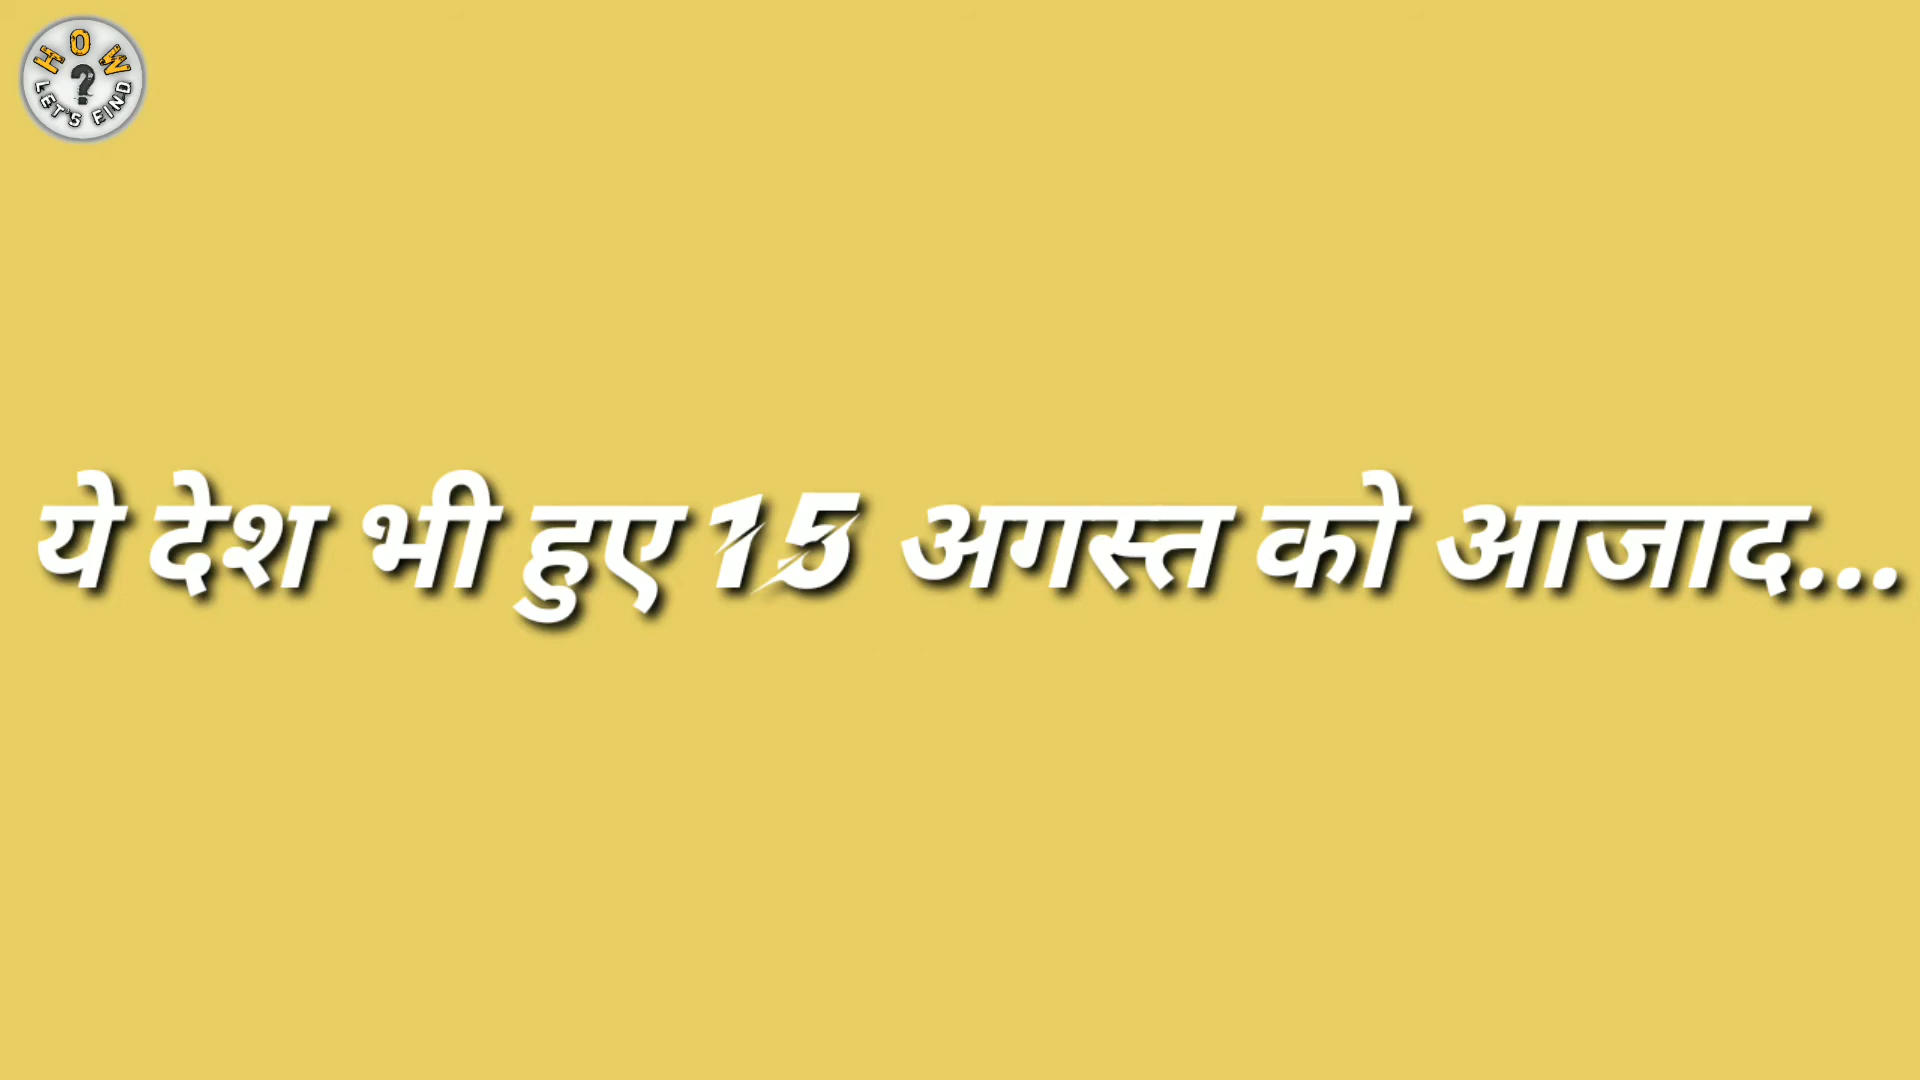 HOW
?
LET'S FIND
ये देश भी हुए 15 अगस्त को आजाद...